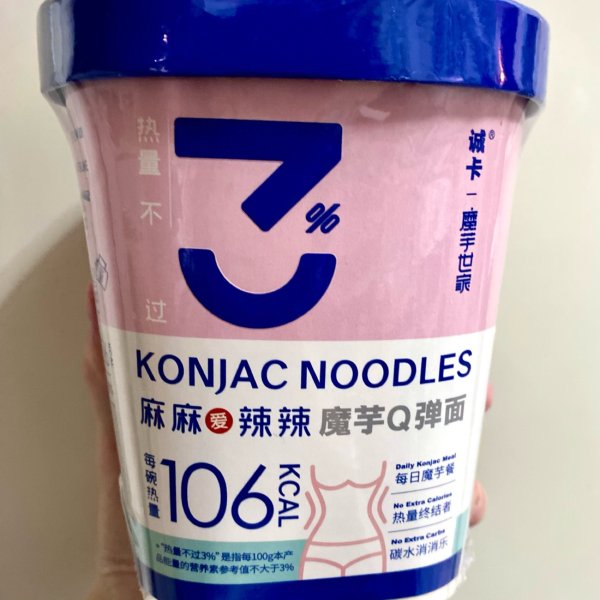 热量不过
3%
诚卡®一魔芋世家
KONJAC NOODLES
麻麻爱辣辣魔芋Q弹面
每碗热量
106 KCAL
Daily Konjac Meal
每日魔芋餐
No Extra Calories
热量终结者
No Extra Carbs
碳水消消乐
*“热量不过3%”是指每100g本产
品能量的营养素参考值不大于3%